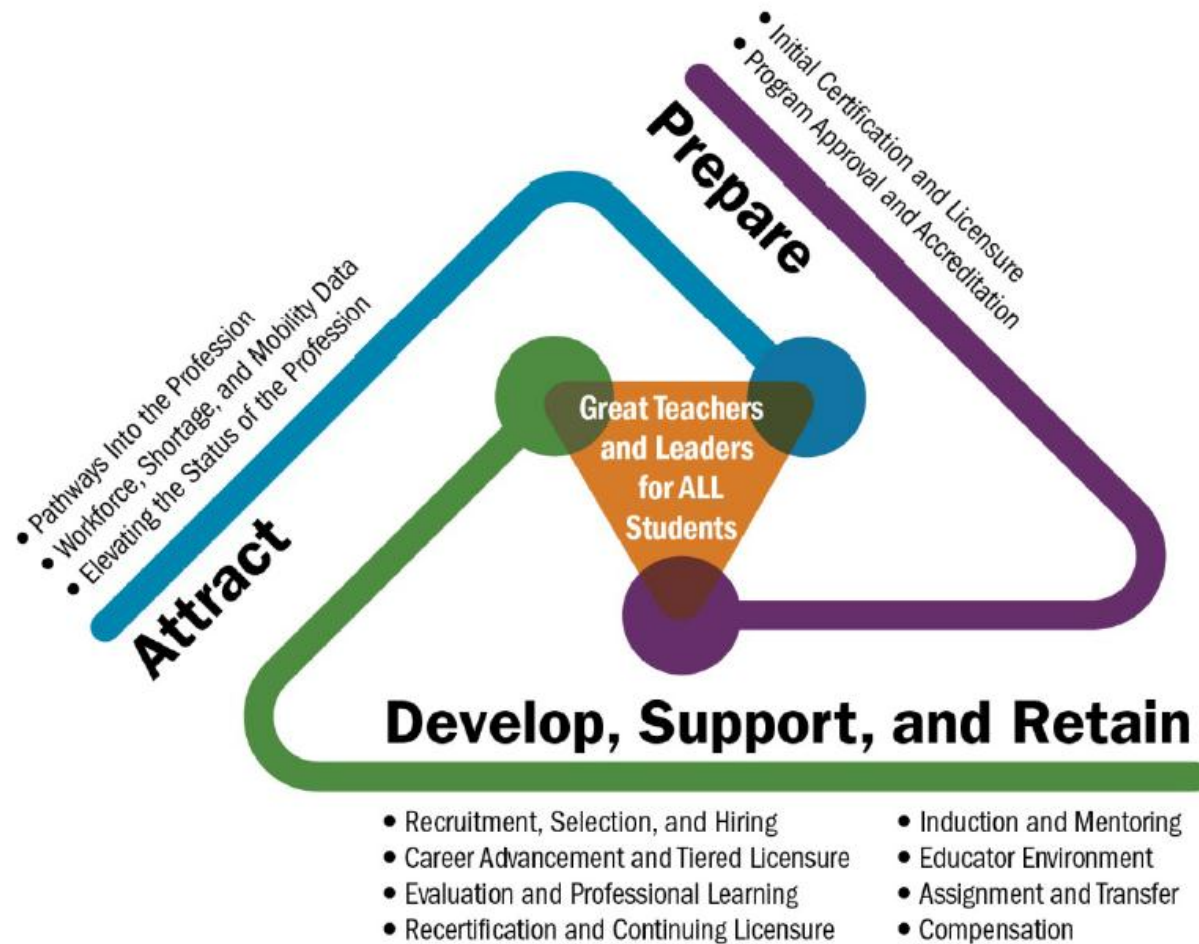 • Initial Certification and Licensure
• Program Approval and Accreditation
Prepare
• Pathways Into the Profession
• Workforce, Shortage, and Mobility Data
• Elevating the Status of the Profession
Attract
Great Teachers
and Leaders
for ALL
Students
Develop, Support, and Retain
• Recruitment, Selection, and Hiring
• Career Advancement and Tiered Licensure
• Evaluation and Professional Learning
• Recertification and Continuing Licensure
• Induction and Mentoring
• Educator Environment
• Assignment and Transfer
• Compensation